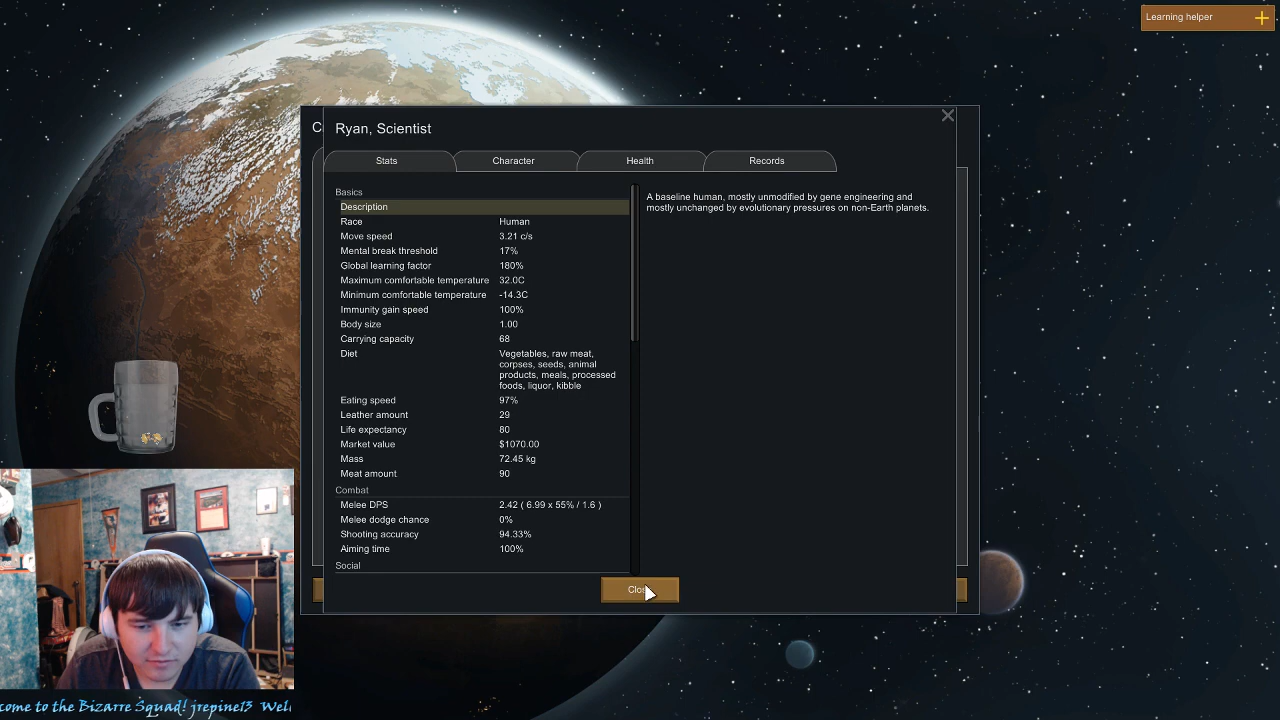 Learning helper
Ryan, Scientist
Stats Character Health Records
Basics
Description
Race Human
Move speed 3.21 c/s
Mental break threshold 17%
Global learning factor 180%
Maximum comfortable temperature 32.0C
Minimum comfortable temperature -14.3C
Immunity gain speed 100%
Body size 1.00
Carrying capacity 68
Diet Vegetables, raw meat,
corpses, seeds, animal
products, meals, processed
foods, liquor, kibble
Eating speed 97%
Leather amount 29
Life expectancy 80
Market value $1070.00
Mass 72.45 kg
Meat amount 90
Combat
Melee DPS 2.42 ( 6.99 x 55% / 1.6 )
Melee dodge chance 0%
Shooting accuracy 94.33%
Aiming time 100%
Social
A baseline human, mostly unmodified by gene engineering and
mostly unchanged by evolutionary pressures on non-Earth planets.
come to the Bizarre Squad! jrepine13